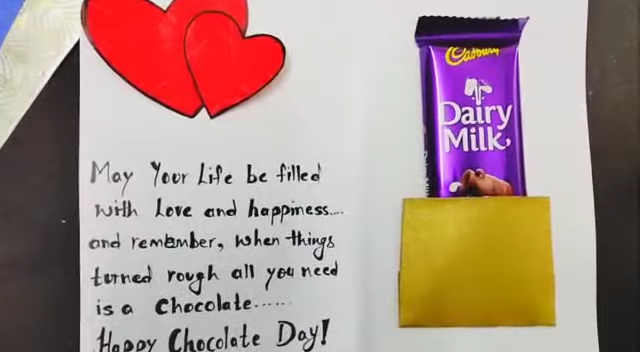 May Your Life be filled
with Love and happiness....
and remember, when things
turned rough all you need
is a Chocolate......
Happy Chocolate Day!
Cadbury
Dairy
Milk